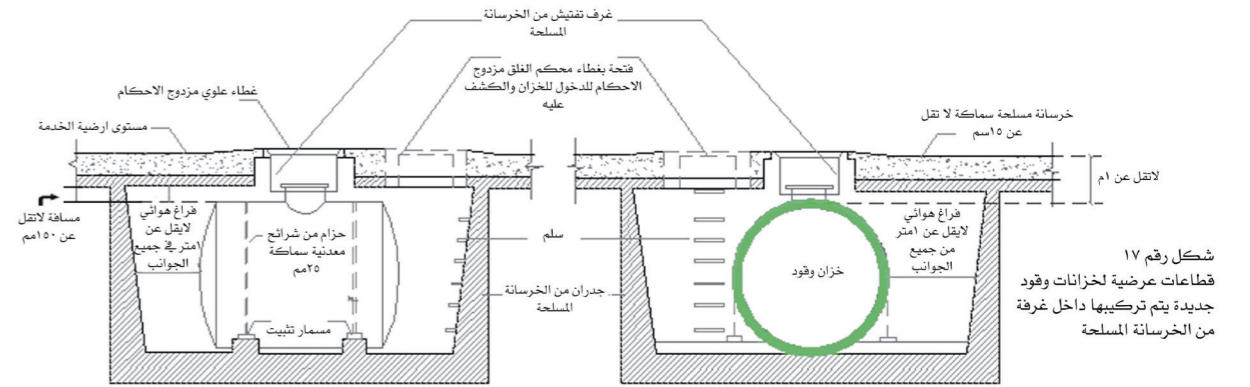 غرف تفتيش من الخرسانة
المسلحة
فتحة بغطاء محكم الغلق مزدوج
الاحكام للدخول للخزان والكشف
عليه
غطاء علوي مزدوج الاحكام
مستوى ارضية الخدمة
خرسانة مسلحة سماكة لا تقل
عن ١٥سم
لاتقل عن ١م
مسافة لاتقل
عن ١٥٠مم
فراغ هوائي
لايقل عن
١متر في جميع
الجوانب
حزام من شرائح
معدنية سماكة
٢٥مم
سلم
جدران من الخرسانة
المسلحة
مسمار تثبيت
خزان وقود
فراغ هوائي
لايقل عن ١متر
من جميع
الجوانب
شكل رقم ١٧
قطاعات عرضية لخزانات وقود
جديدة يتم تركيبها داخل غرفة
من الخرسانة المسلحة